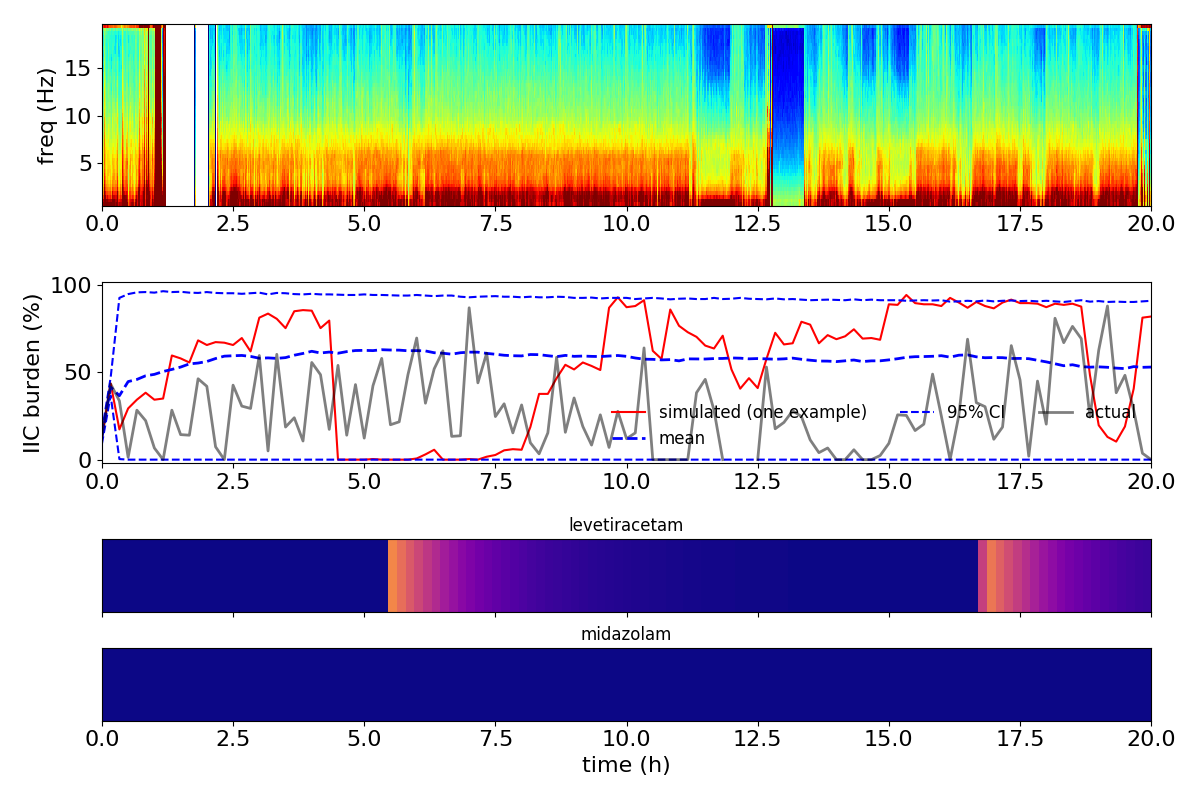 freq (Hz)
15
10
5
0.0 2.5 5.0 7.5 10.0 12.5 15.0 17.5 20.0
IIC burden (%)
100
50
0
simulated (one example) 95%CI actual
mean
0.0 2.5 5.0 7.5 10.0 12.5 15.0 17.5 20.0
levetiracetam
midazolam
0.0 2.5 5.0 7.5 10.0 12.5 15.0 17.5 20.0
time (h)